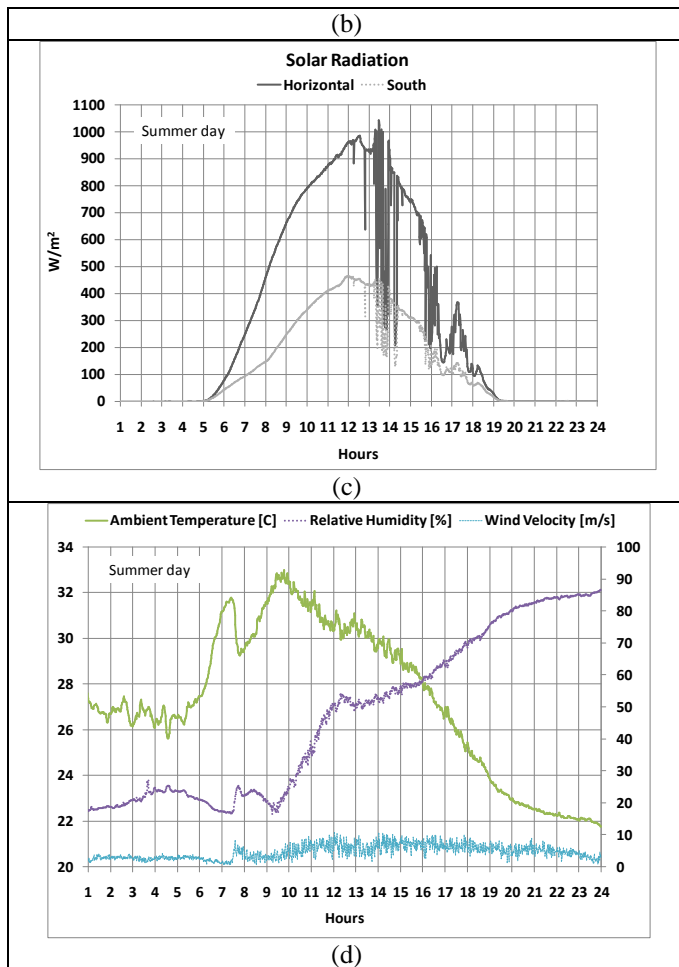 (b)
Solar Radiation
Horizontal South
1100
1000
900
800
700
600
500
400
300
200
100
0
W/m²
Summer day
1 2 3 4 5 6 7 8 9 10 11 12 13 14 15 16 17 18 19 20 21 22 23 24
Hours
(c)
Ambient Temperature [C] Relative Humidity [%] Wind Velocity [m/s]
34
32
30
28
26
24
22
20
Summer day
100
90
80
70
60
50
40
30
20
10
0
1 2 3 4 5 6 7 8 9 10 11 12 13 14 15 16 17 18 19 20 21 22 23 24
Hours
(d)